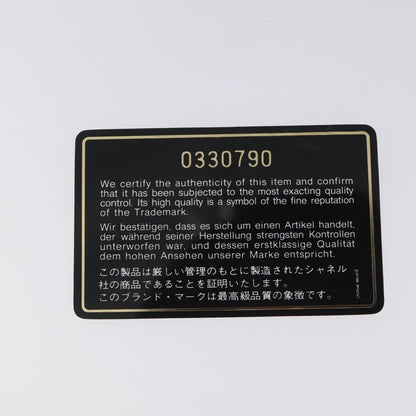 0330790
We certify the authenticity of this item and confirm
that it has been subjected to the most exacting quality
control. Its high quality is a symbol of the fine reputation
of the Trademark.
Wir bestätigen, dass es sich um einen Artikel handelt,
der während seiner Herstellung strengsten Kontrollen
unterworfen war, und dessen erstklassige Qualität
dem hohen Ansehen unserer Marke entspricht.
この製品は厳しい管理のもとに製造されたシャネル
社の商品であることを証明いたします。
このブランド・マークは最高級品質の象徴です。